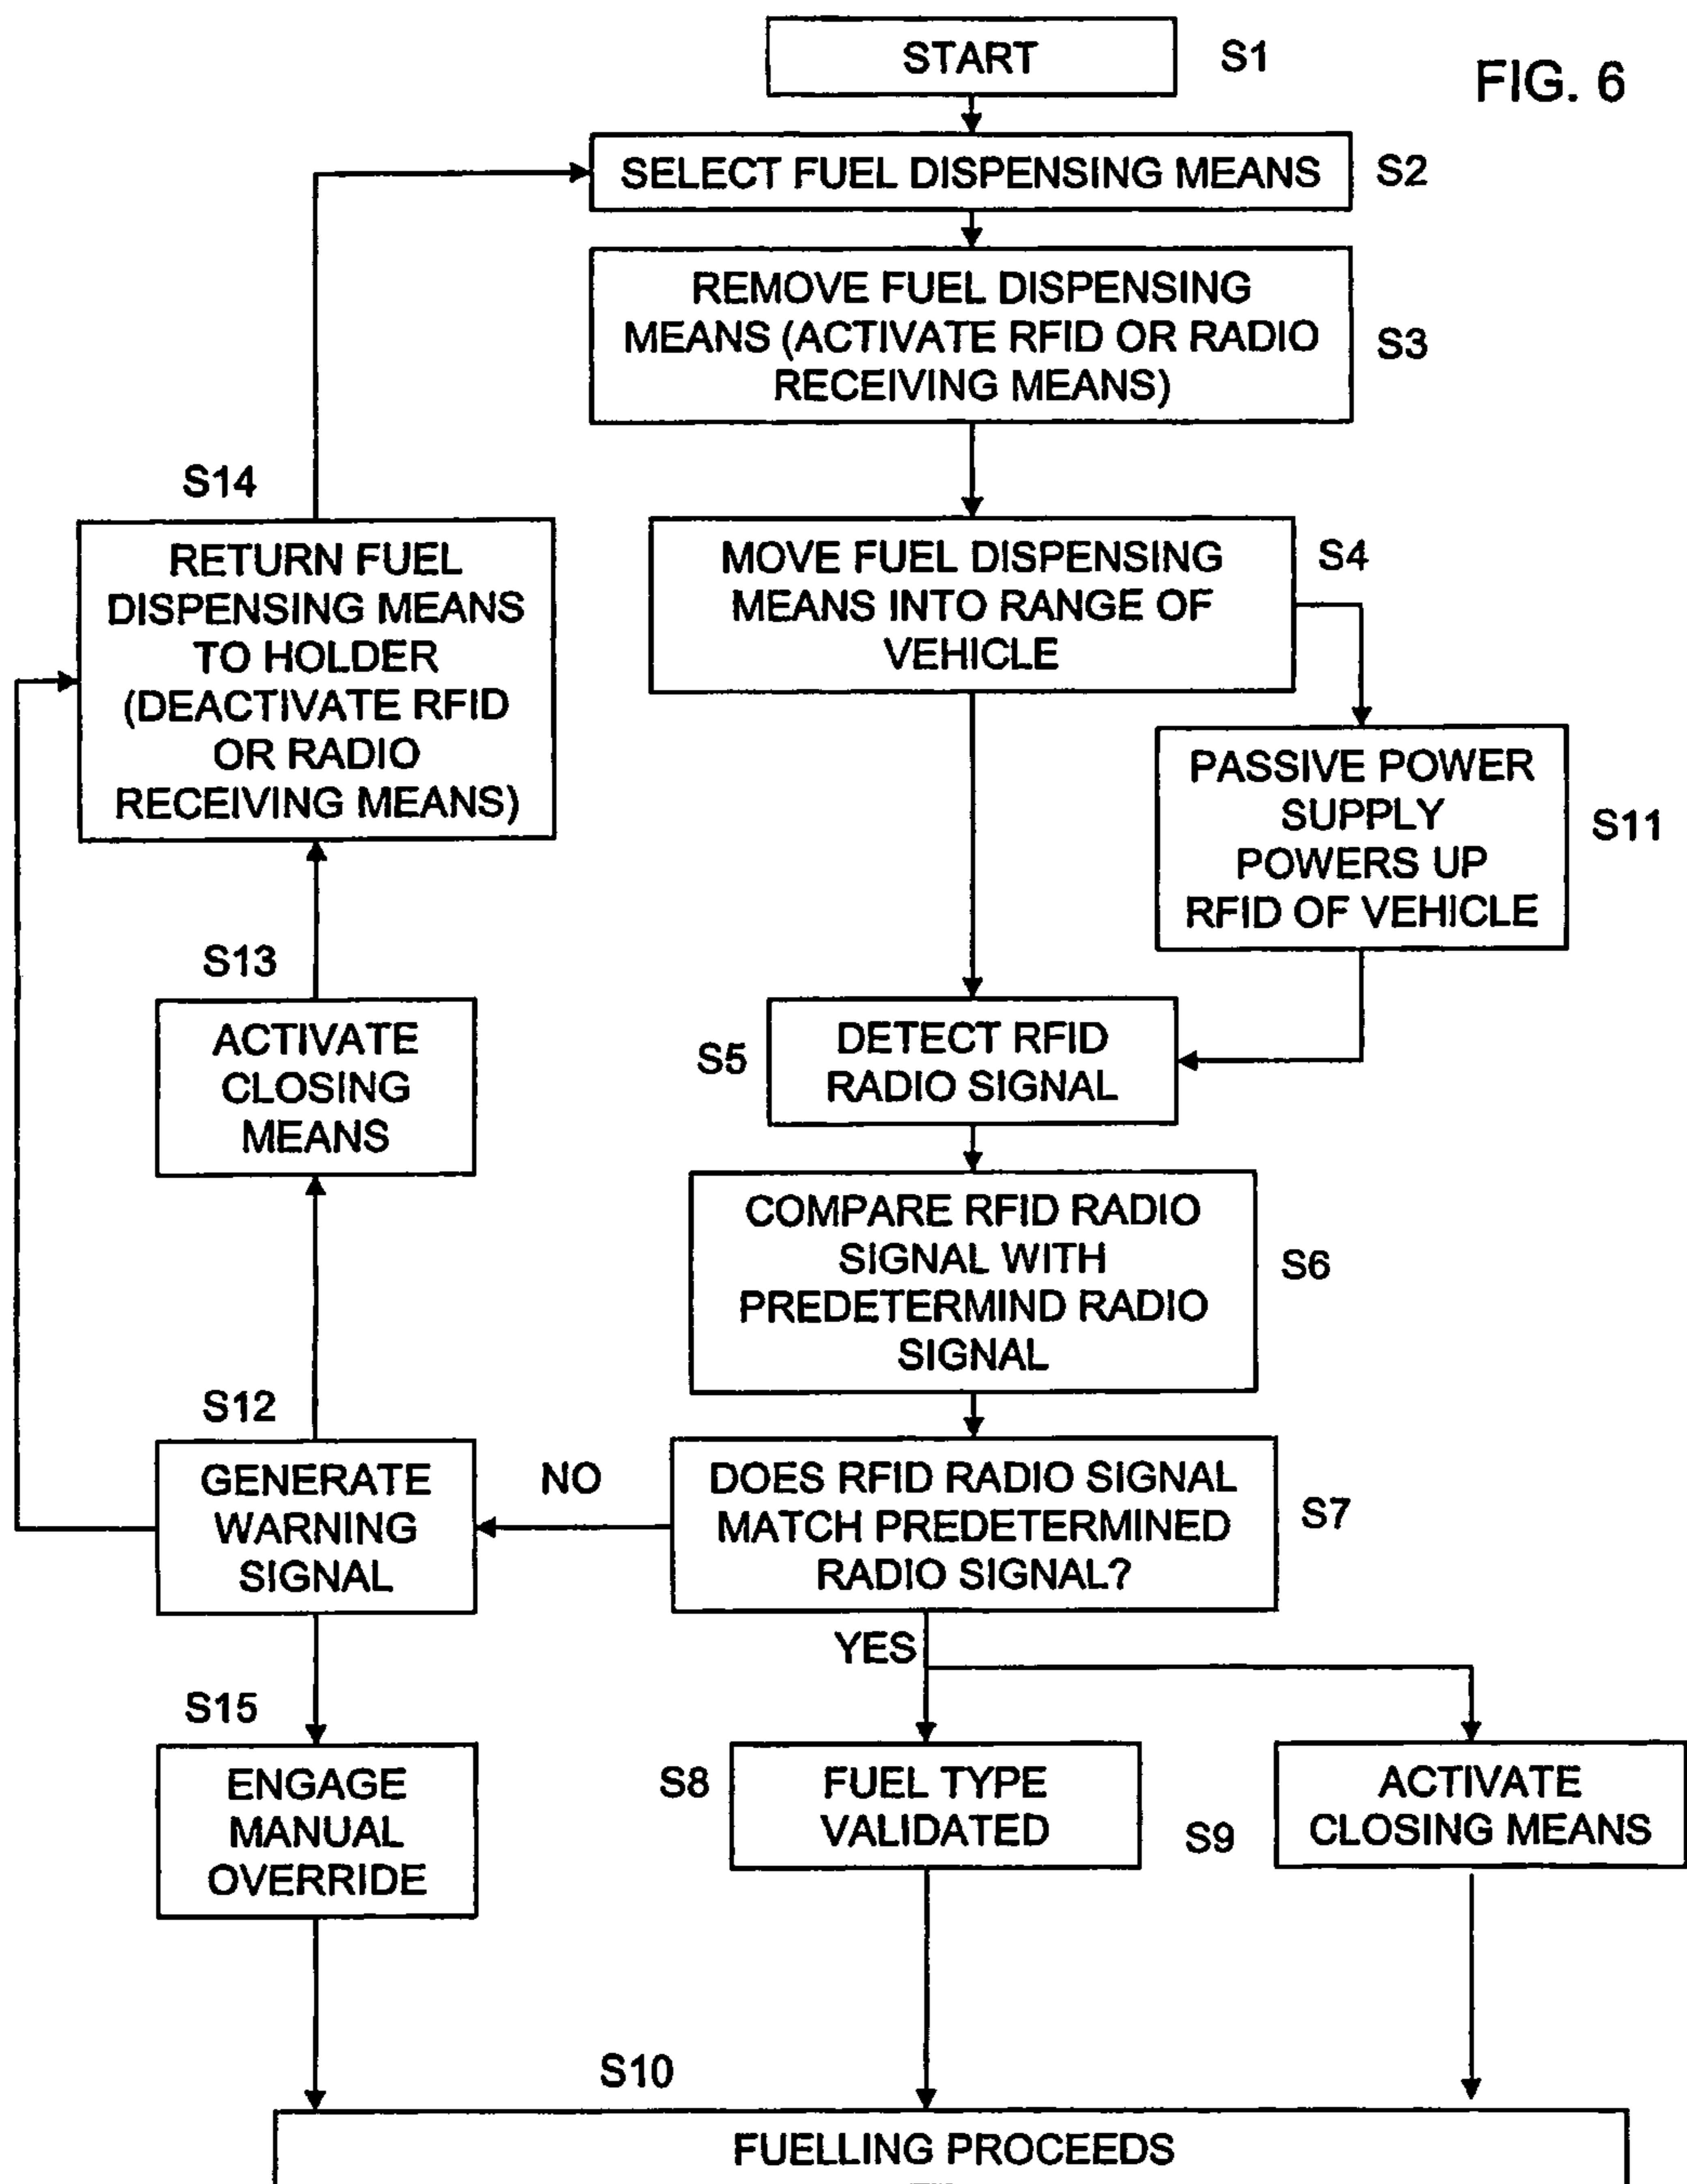 START
S1
FIG. 6
SELECT FUEL DISPENSING MEANS
S2
REMOVE FUEL DISPENSING
MEANS (ACTIVATE RFID OR RADIO
RECEIVING MEANS)
S3
S14
RETURN FUEL
DISPENSING MEANS
TO HOLDER
(DEACTIVATE RFID
OR RADIO
RECEIVING MEANS)
MOVE FUEL DISPENSING
MEANS INTO RANGE OF
VEHICLE
S4
PASSIVE POWER
SUPPLY
POWERS UP
RFID OF VEHICLE
S11
S13
ACTIVATE
CLOSING
MEANS
S5
DETECT RFID
RADIO SIGNAL
COMPARE RFID RADIO
SIGNAL WITH
PREDETERMIND RADIO
SIGNAL
S6
S12
GENERATE
WARNING
SIGNAL
NO
DOES RFID RADIO SIGNAL
MATCH PREDETERMINED
RADIO SIGNAL?
S7
YES
S15
ENGAGE
MANUAL
OVERRIDE
S8
FUEL TYPE
VALIDATED
S9
ACTIVATE
CLOSING MEANS
S10
FUELLING PROCEEDS